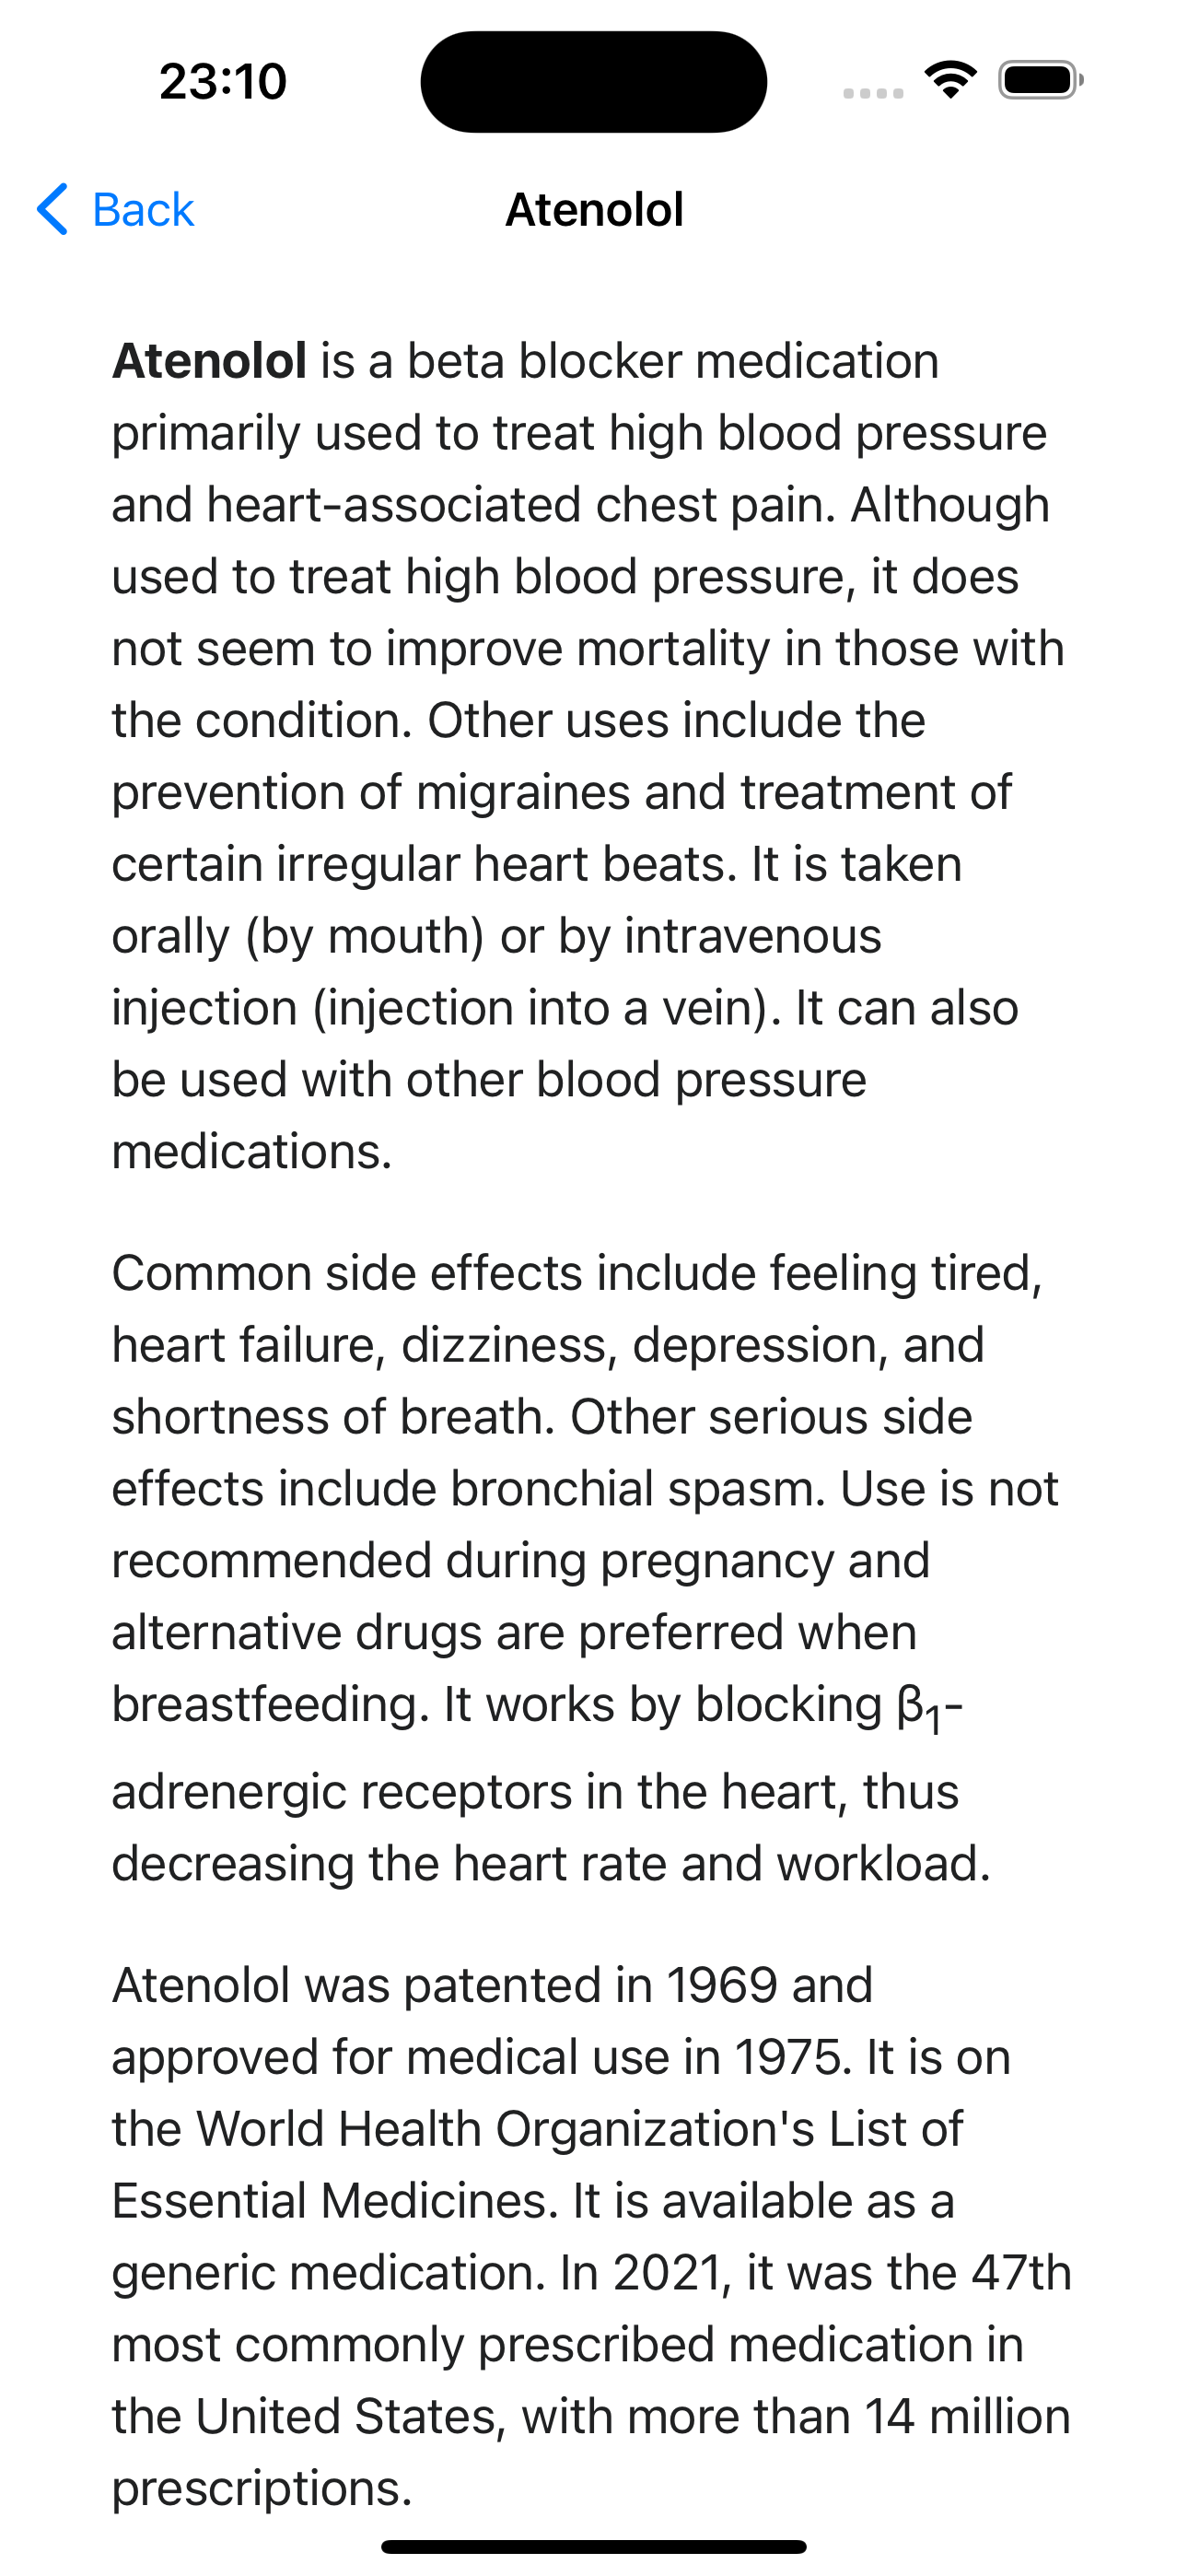 23:10
Back
Atenolol
Atenolol is a beta blocker medication
primarily used to treat high blood pressure
and heart-associated chest pain. Although
used to treat high blood pressure, it does
not seem to improve mortality in those with
the condition. Other uses include the
prevention of migraines and treatment of
certain irregular heart beats. It is taken
orally (by mouth) or by intravenous
injection (injection into a vein). It can also
be used with other blood pressure
medications.
Common side effects include feeling tired,
heart failure, dizziness, depression, and
shortness of breath. Other serious side
effects include bronchial spasm. Use is not
recommended during pregnancy and
alternative drugs are preferred when
breastfeeding. It works by blocking β₁-
adrenergic receptors in the heart, thus
decreasing the heart rate and workload.
Atenolol was patented in 1969 and
approved for medical use in 1975. It is on
the World Health Organization's List of
Essential Medicines. It is available as a
generic medication. In 2021, it was the 47th
most commonly prescribed medication in
the United States, with more than 14 million
prescriptions.